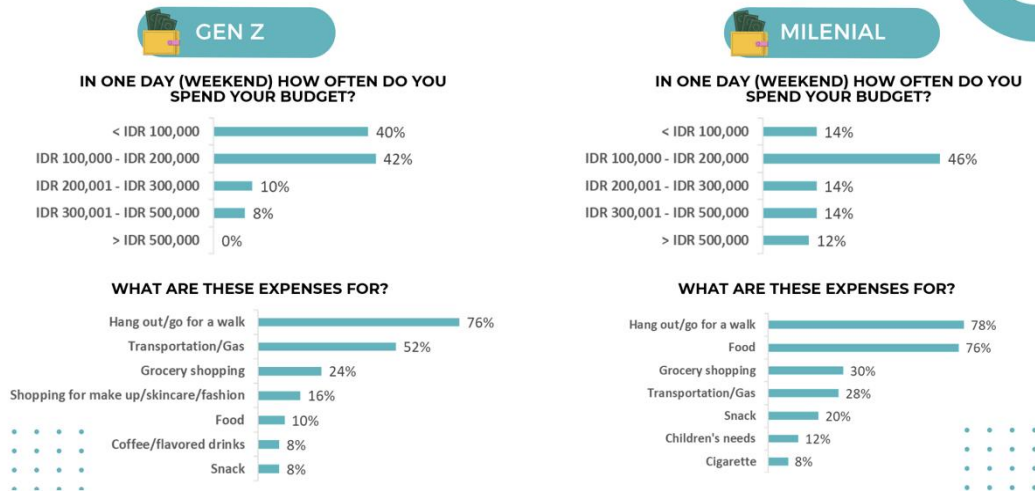 GEN Z
IN ONE DAY (WEEKEND) HOW OFTEN DO YOU
SPEND YOUR BUDGET?
< IDR 100,000 40%
IDR 100,000 - IDR 200,000 42%
IDR 200,001 - IDR 300,000 10%
IDR 300,001 - IDR 500,000 8%
> IDR 500,000 0%
WHAT ARE THESE EXPENSES FOR?
Hang out/go for a walk 76%
Transportation/Gas 52%
Grocery shopping 24%
Shopping for make up/skincare/fashion 16%
Food 10%
Coffee/flavored drinks 8%
Snack 8%
MILENIAL
IN ONE DAY (WEEKEND) HOW OFTEN DO YOU
SPEND YOUR BUDGET?
< IDR 100,000 14%
IDR 100,000 - IDR 200,000 46%
IDR 200,001 - IDR 300,000 14%
IDR 300,001 - IDR 500,000 14%
> IDR 500,000 12%
WHAT ARE THESE EXPENSES FOR?
Hang out/go for a walk 78%
Food 76%
Grocery shopping 30%
Transportation/Gas 28%
Snack 20%
Children's needs 12%
Cigarette 8%